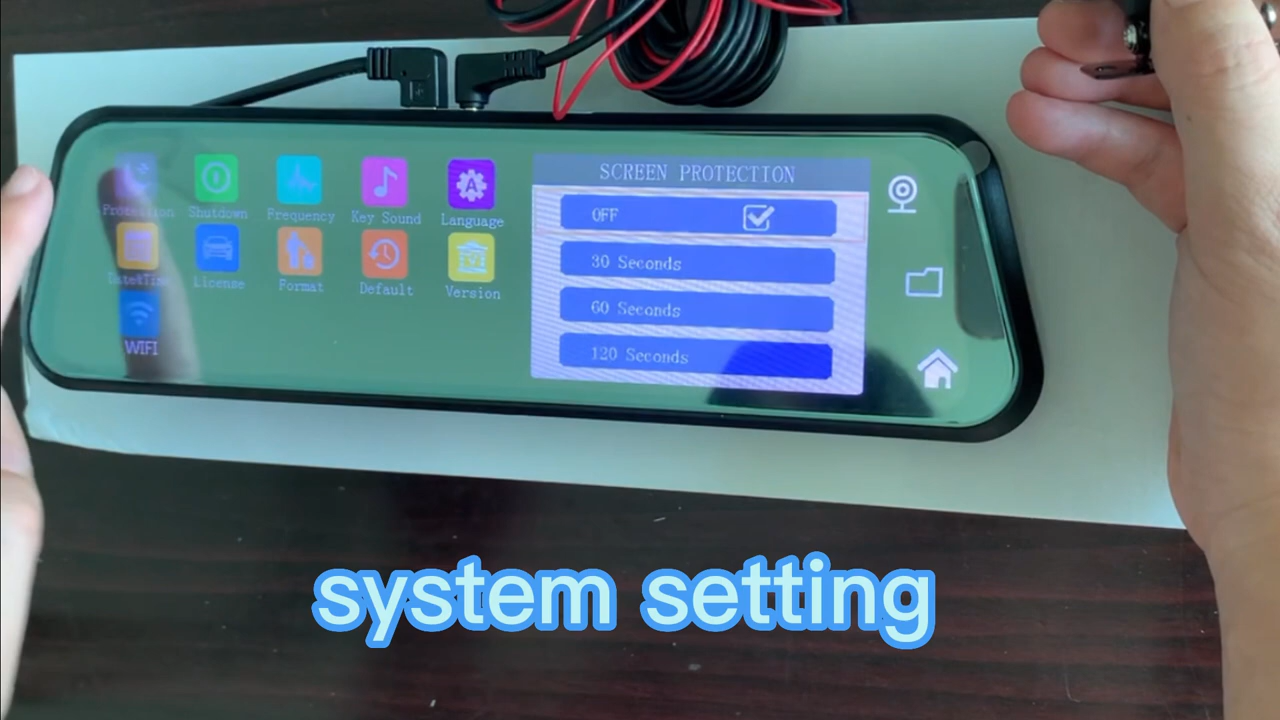 Protection
Shutdown
Frequency
Key Sound
Language
Date&Time
License
Format
Default
Version
WIFI
SCREEN PROTECTION
OFF
30 Seconds
60 Seconds
120 Seconds
system setting